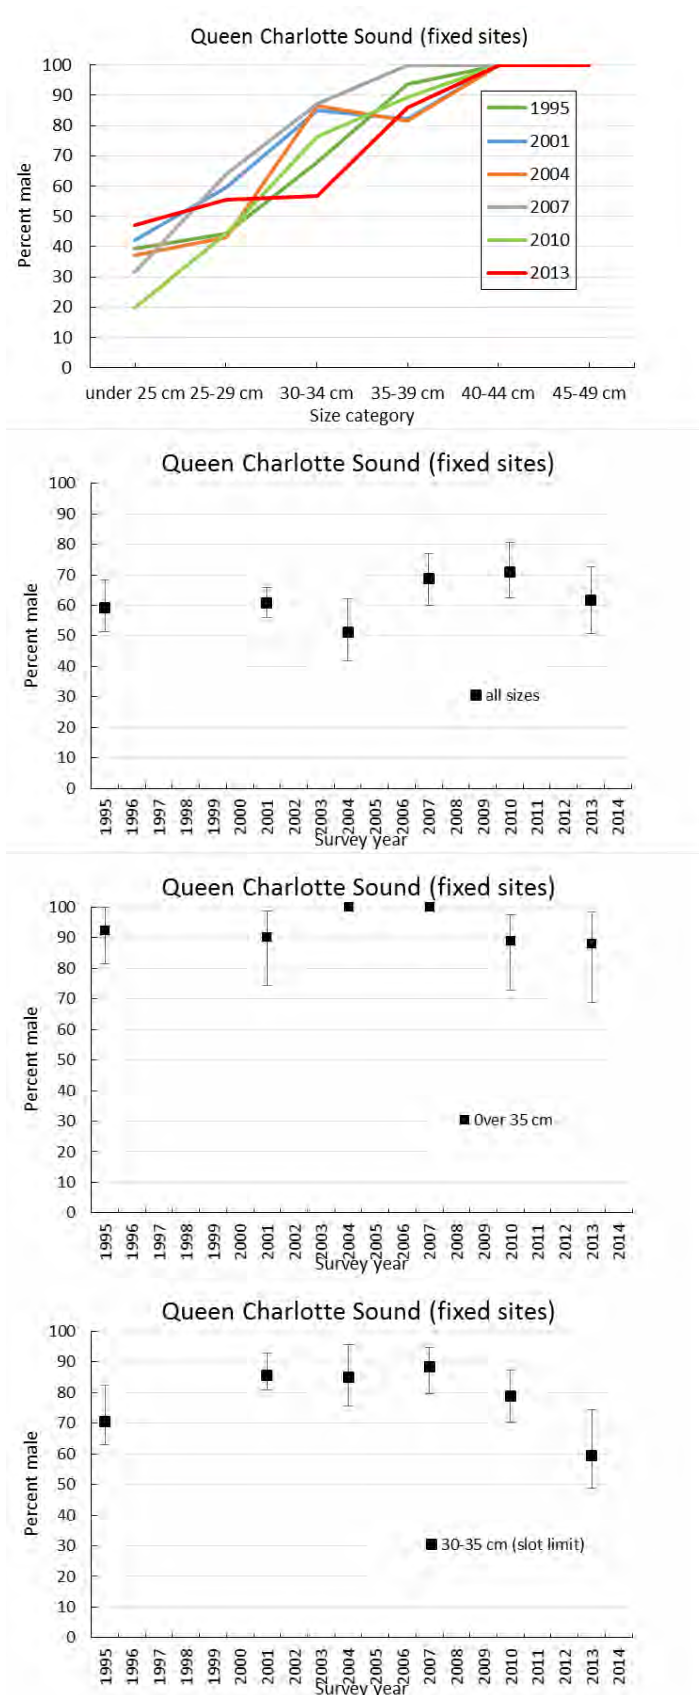 Queen Charlotte Sound (fixed sites)
100
90
80
70
60
50
40
30
20
10
0
Percent male
1995
2001
2004
2007
2010
2013
under 25 cm 25-29 cm 30-34 cm 35-39 cm 40-44 cm 45-49 cm
Size category
Queen Charlotte Sound (fixed sites)
100
90
80
70
60
50
40
30
20
10
0
Percent male
all sizes
1995 1996 1997 1998 1999 2000 2001 2002 2003 2004 2005 2006 2007 2008 2009 2010 2011 2012 2013 2014
Survey year
Queen Charlotte Sound (fixed sites)
100
90
80
70
60
50
40
30
20
10
0
Percent male
Over 35 cm
1995 1996 1997 1998 1999 2000 2001 2002 2003 2004 2005 2006 2007 2008 2009 2010 2011 2012 2013 2014
Survey year
Queen Charlotte Sound (fixed sites)
100
90
80
70
60
50
40
30
20
10
0
Percent male
30-35 cm (slot limit)
1995 1996 1997 1998 1999 2000 2001 2002 2003 2004 2005 2006 2007 2008 2009 2010 2011 2012 2013 2014
Survey year